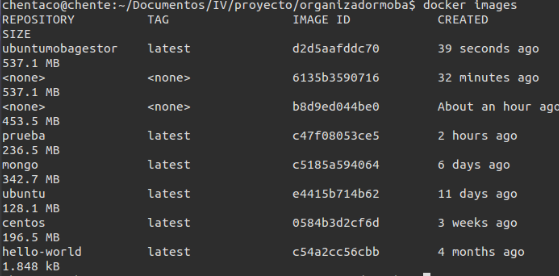 chentaco@chente:~/Documentos/IV/proyecto/organizadormoba$ docker images
REPOSITORY TAG IMAGE ID CREATED
SIZE
ubuntumobagestor latest d2d5aafddc70 39 seconds ago
537.1 MB
<none> <none> 6135b3590716 32 minutes ago
537.1 MB
<none> <none> b8d9ed044be0 About an hour ago
453.5 MB
prueba latest c47f08053ce5 2 hours ago
236.5 MB
mongo latest c5185a594064 6 days ago
342.7 MB
ubuntu latest e4415b714b62 11 days ago
128.1 MB
centos latest 0584b3d2cf6d 3 weeks ago
196.5 MB
hello-world latest c54a2cc56cbb 4 months ago
1.848 kB